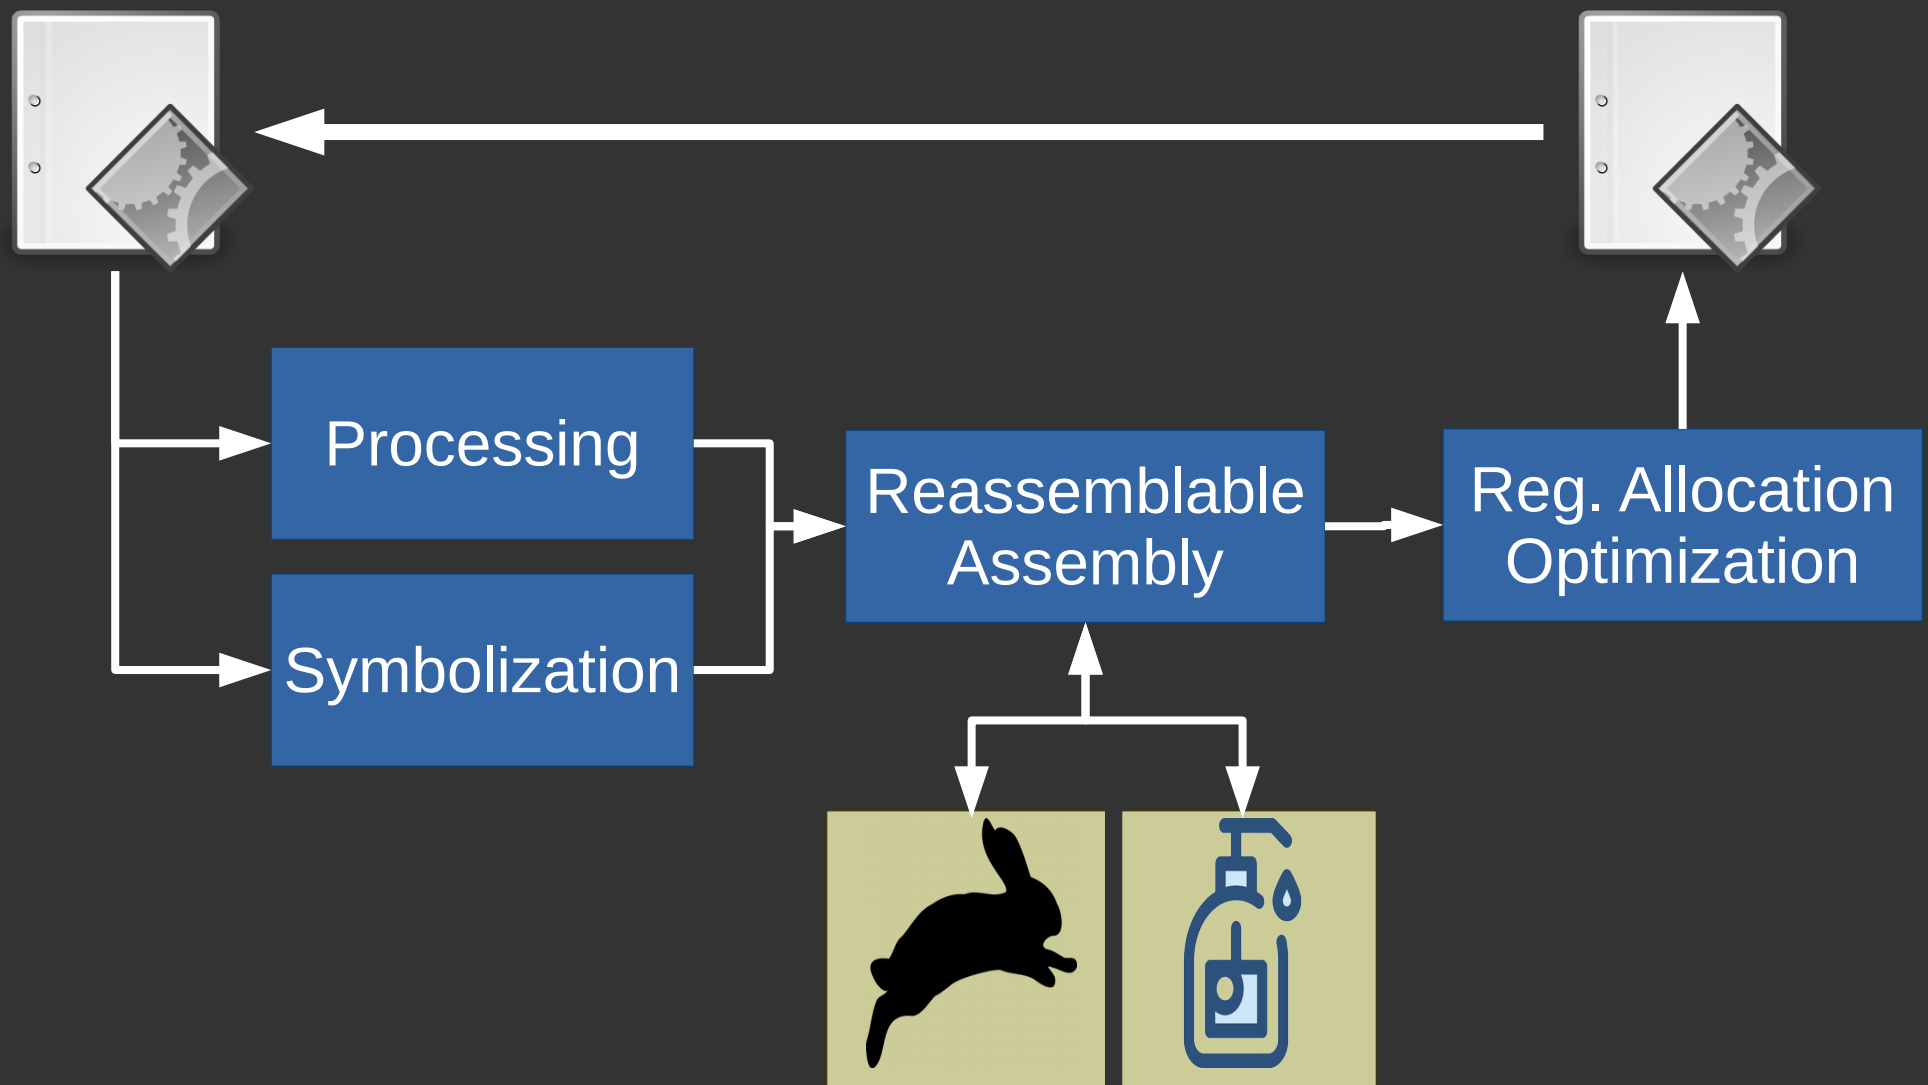 Processing
Symbolization
Reassemblable
Assembly
Reg. Allocation
Optimization